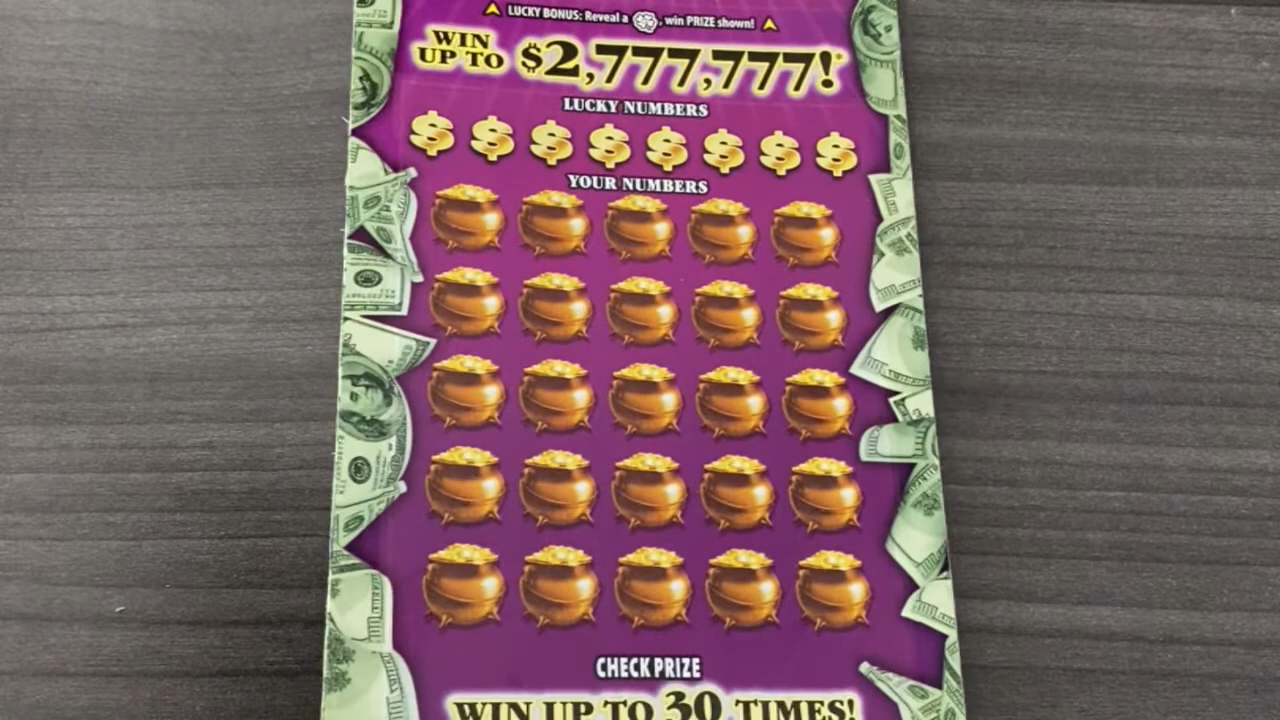 LUCKY BONUS: Reveal a , win PRIZE shown!
WIN
UP TO $2,777,777!*
LUCKY NUMBERS
$ $ $ $ $ $ $ $
YOUR NUMBERS
CHECK PRIZE
WIN UP TO 30 TIMES!